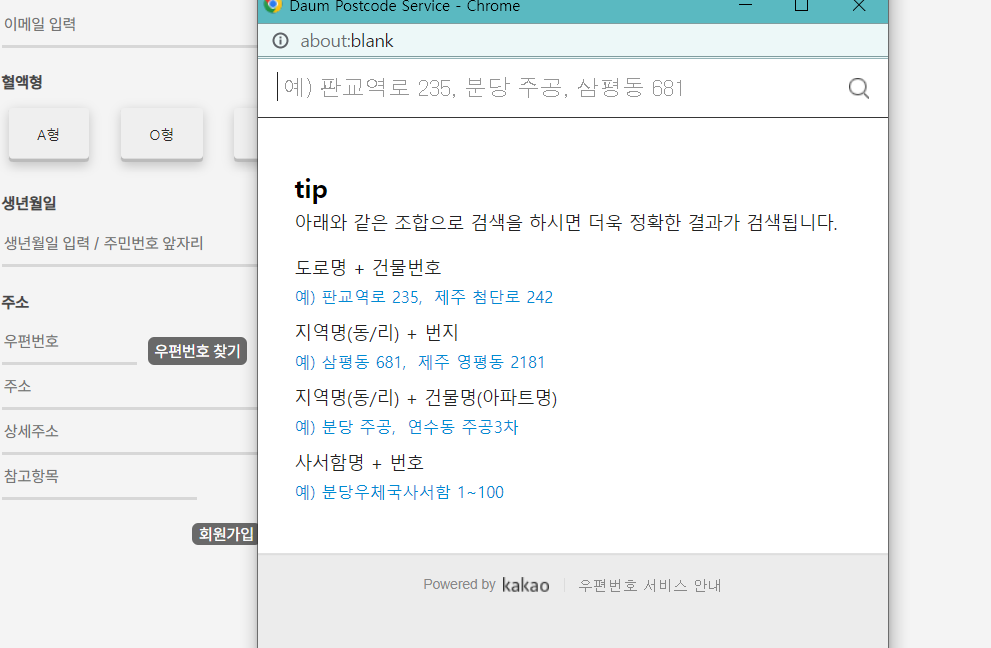 이메일 입력
혈액형
A형
O형
생년월일
생년월일 입력 / 주민번호 앞자리
주소
우편번호
우편번호 찾기
주소
상세주소
참고항목
회원가입
Daum Postcode Service - Chrome
about:blank
예) 판교역로 235, 분당 주공, 삼평동 681
tip
아래와 같은 조합으로 검색을 하시면 더욱 정확한 결과가 검색됩니다.
도로명 + 건물번호
예) 판교역로 235, 제주 첨단로 242
지역명(동/리) + 번지
예) 삼평동 681, 제주 영평동 2181
지역명(동/리) + 건물명(아파트명)
예) 분당 주공, 연수동 주공3차
사서함명 + 번호
예) 분당우체국사서함 1~100
Powered by kakao
우편번호 서비스 안내